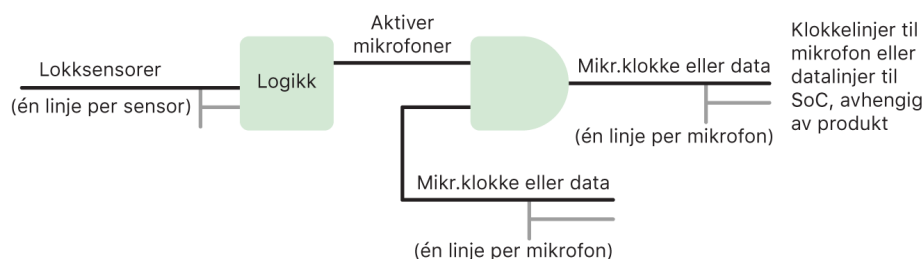 Lokksensorer
(én linje per sensor)
Logikk
Aktiver
mikrofoner
Mikr.klokke eller data
(én linje per mikrofon)
Klokkelinjer til
mikrofon eller
datalinjer til
SoC, avhengig
av produkt
Mikr.klokke eller data
(én linje per mikrofon)